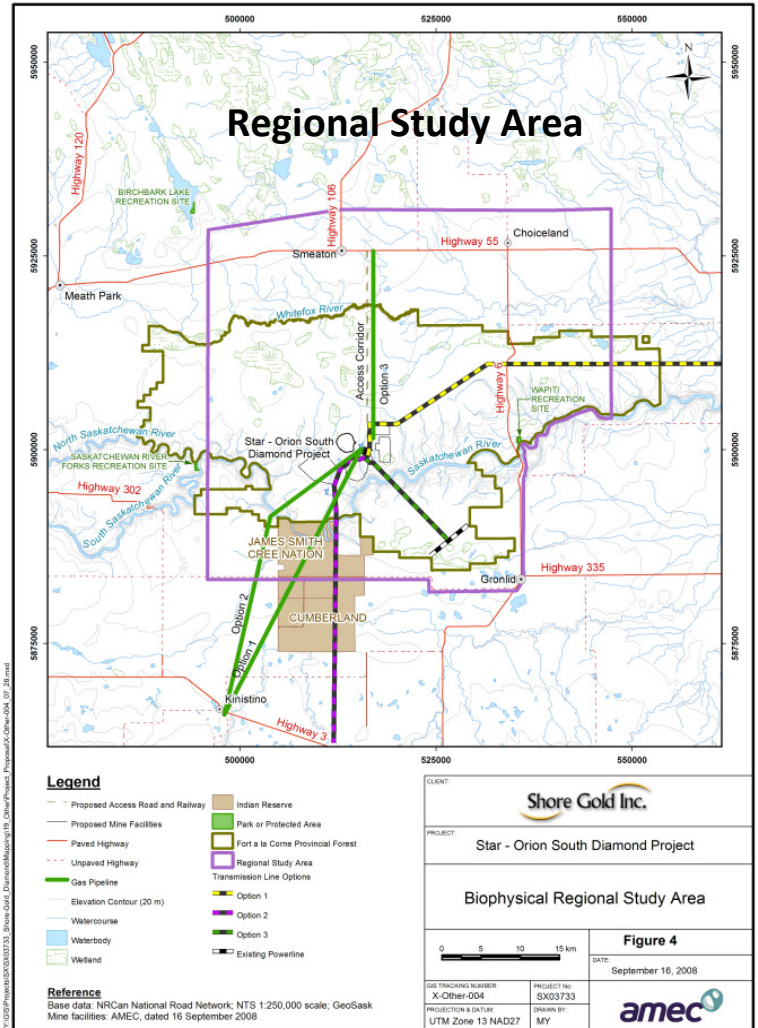 500000
525000
550000
5950000
5950000
N
Regional Study Area
Highway 120
Highway 106
BIRCHBARK LAKE
RECREATION SITE
Choiceland
Highway 55
Smeaton
5925000
5925000
Meath Park
Whitefox River
Access Corridor
Option 3
Highway 6
WAPITI
RECREATION
SITE
North Saskatchewan River
Star - Orion South
Diamond Project
Saskatchewan River
5900000
5900000
SASKATCHEWAN RIVER
FORKS RECREATION SITE
Highway 302
South Saskatchewan River
JAMES SMITH
CREE NATION
Highway 335
Gronlid
Option 2
CUMBERLAND
Option 1
5875000
5875000
Kinistino
Highway 3
500000
525000
550000
Legend
Proposed Access Road and Railway
Proposed Mine Facilities
Paved Highway
Unpaved Highway
Gas Pipeline
Elevation Contour (20 m)
Watercourse
Waterbody
Wetland
Indian Reserve
Park or Protected Area
Fort a la Corne Provincial Forest
Regional Study Area
Transmission Line Options
Option 1
Option 2
Option 3
Existing Powerline
Reference
Base data: NRCan National Road Network; NTS 1:250,000 scale; GeoSask
Mine facilities: AMEC, dated 16 September 2008
CLIENT:
Shore Gold Inc.
PROJECT:
Star - Orion South Diamond Project
Biophysical Regional Study Area
0 5 10 15 km
Figure 4
DATE:
September 16, 2008
GIS TRACKING NUMBER:
X-Other-004
PROJECT No:
SX03733
PROJECTION & DATUM:
UTM Zone 13 NAD27
DRAWN BY:
MY
amec